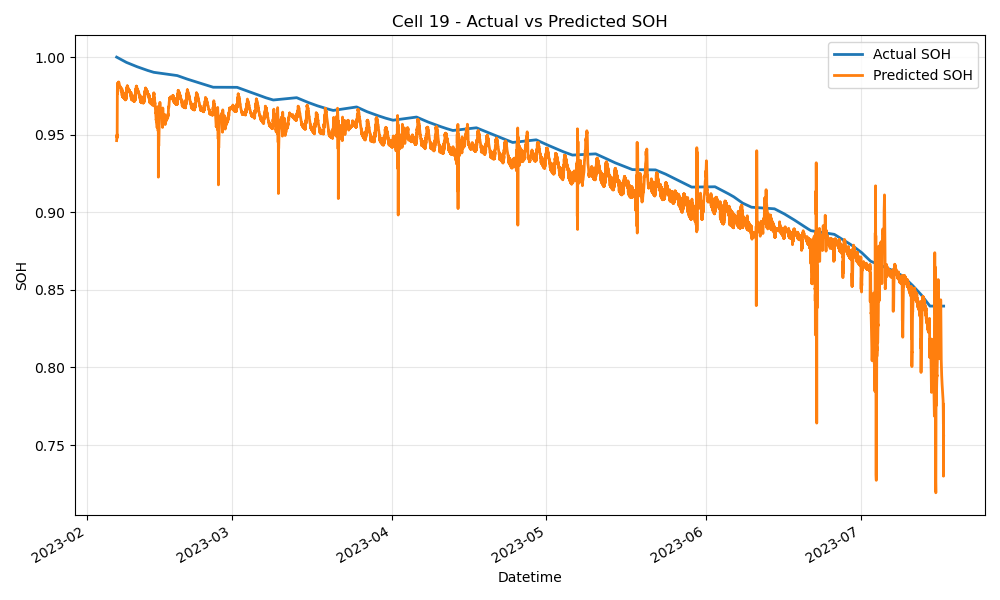 Cell 19 - Actual vs Predicted SOH
Actual SOH
Predicted SOH
SOH
1.00
0.95
0.90
0.85
0.80
0.75
2023-02
2023-03
2023-04
2023-05
2023-06
2023-07
Datetime